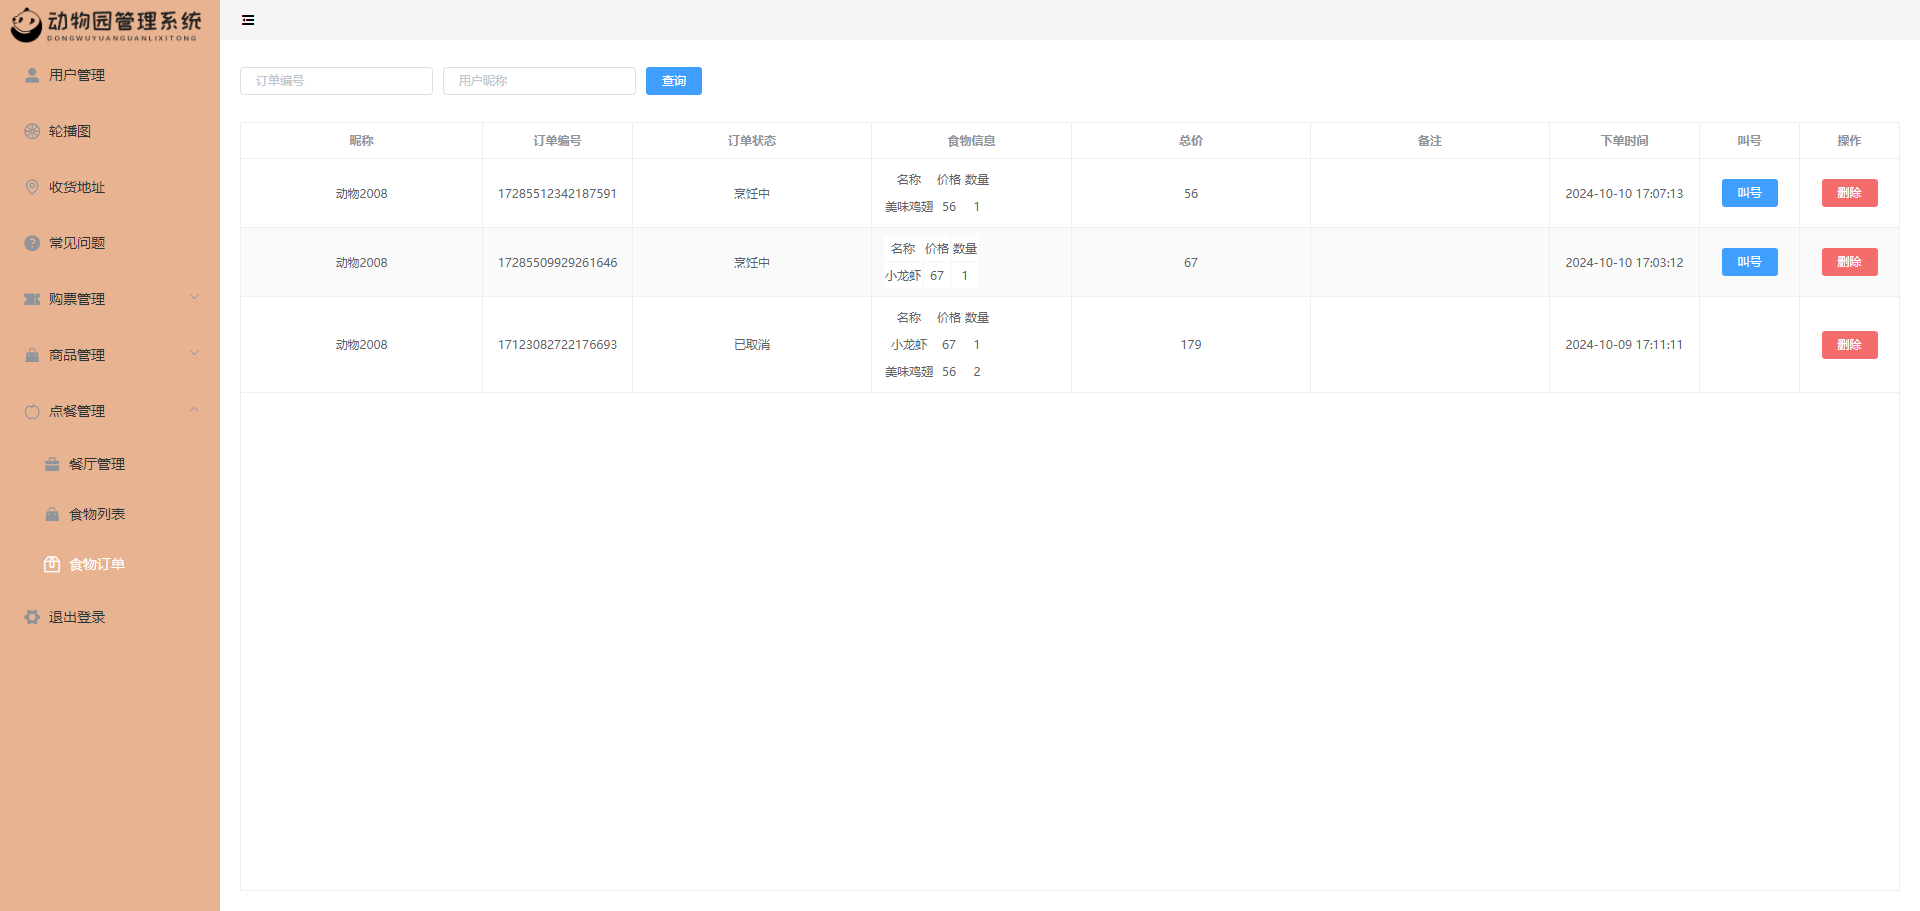 动物园管理系统
DONGWUYUANGUANLIXITONG
用户管理
轮播图
收货地址
常见问题
购票管理
商品管理
点餐管理
餐厅管理
食物列表
食物订单
退出登录
订单编号 用户昵称 查询
昵称 订单编号 订单状态 食物信息 总价 备注 下单时间 叫号 操作
名称 价格 数量
动物2008 17285512342187591 烹饪中 56 2024-10-10 17:07:13 叫号 删除
美味鸡翅 56 1
名称 价格 数量
动物2008 17285509929261646 烹饪中 67 2024-10-10 17:03:12 叫号 删除
小龙虾 67 1
名称 价格 数量
动物2008 17123082722176693 已取消 小龙虾 67 1 179 2024-10-09 17:11:11 删除
美味鸡翅 56 2